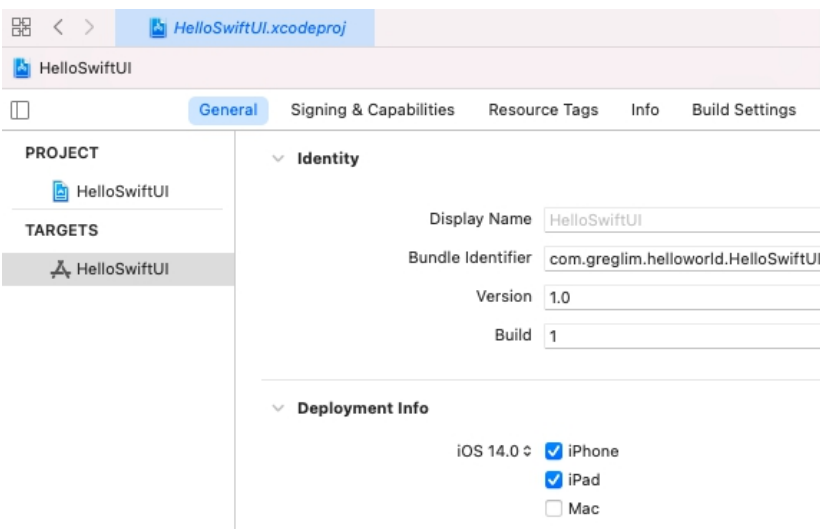 HelloSwiftUI.xcodeproj
HelloSwiftUI
General Signing & Capabilities Resource Tags Info Build Settings
PROJECT
HelloSwiftUI
TARGETS
HelloSwiftUI
Identity
Display Name HelloSwiftUI
Bundle Identifier com.greglim.helloworld.HelloSwiftUI
Version 1.0
Build 1
Deployment Info
iOS 14.0 iPhone
iPad
Mac